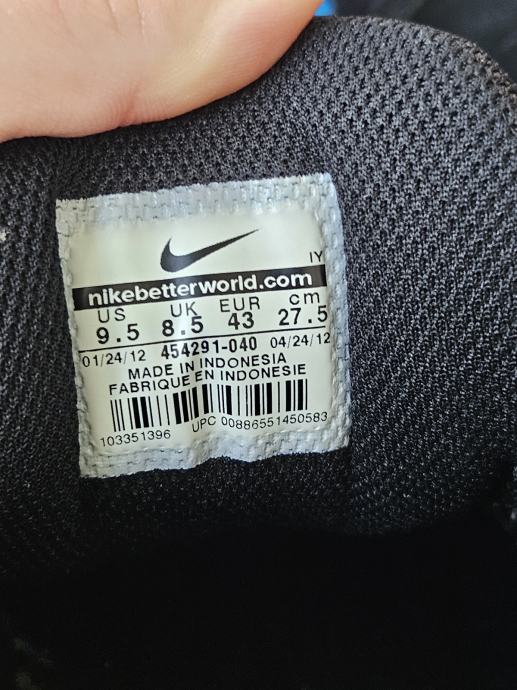 IY
nikebetterworld.com
US UK EUR cm
9.5 8.5 43 27.5
01/24/12 454291-040 04/24/12
MADE IN INDONESIA
FABRIQUE EN INDONESIE
103351396 UPC 00886551450583